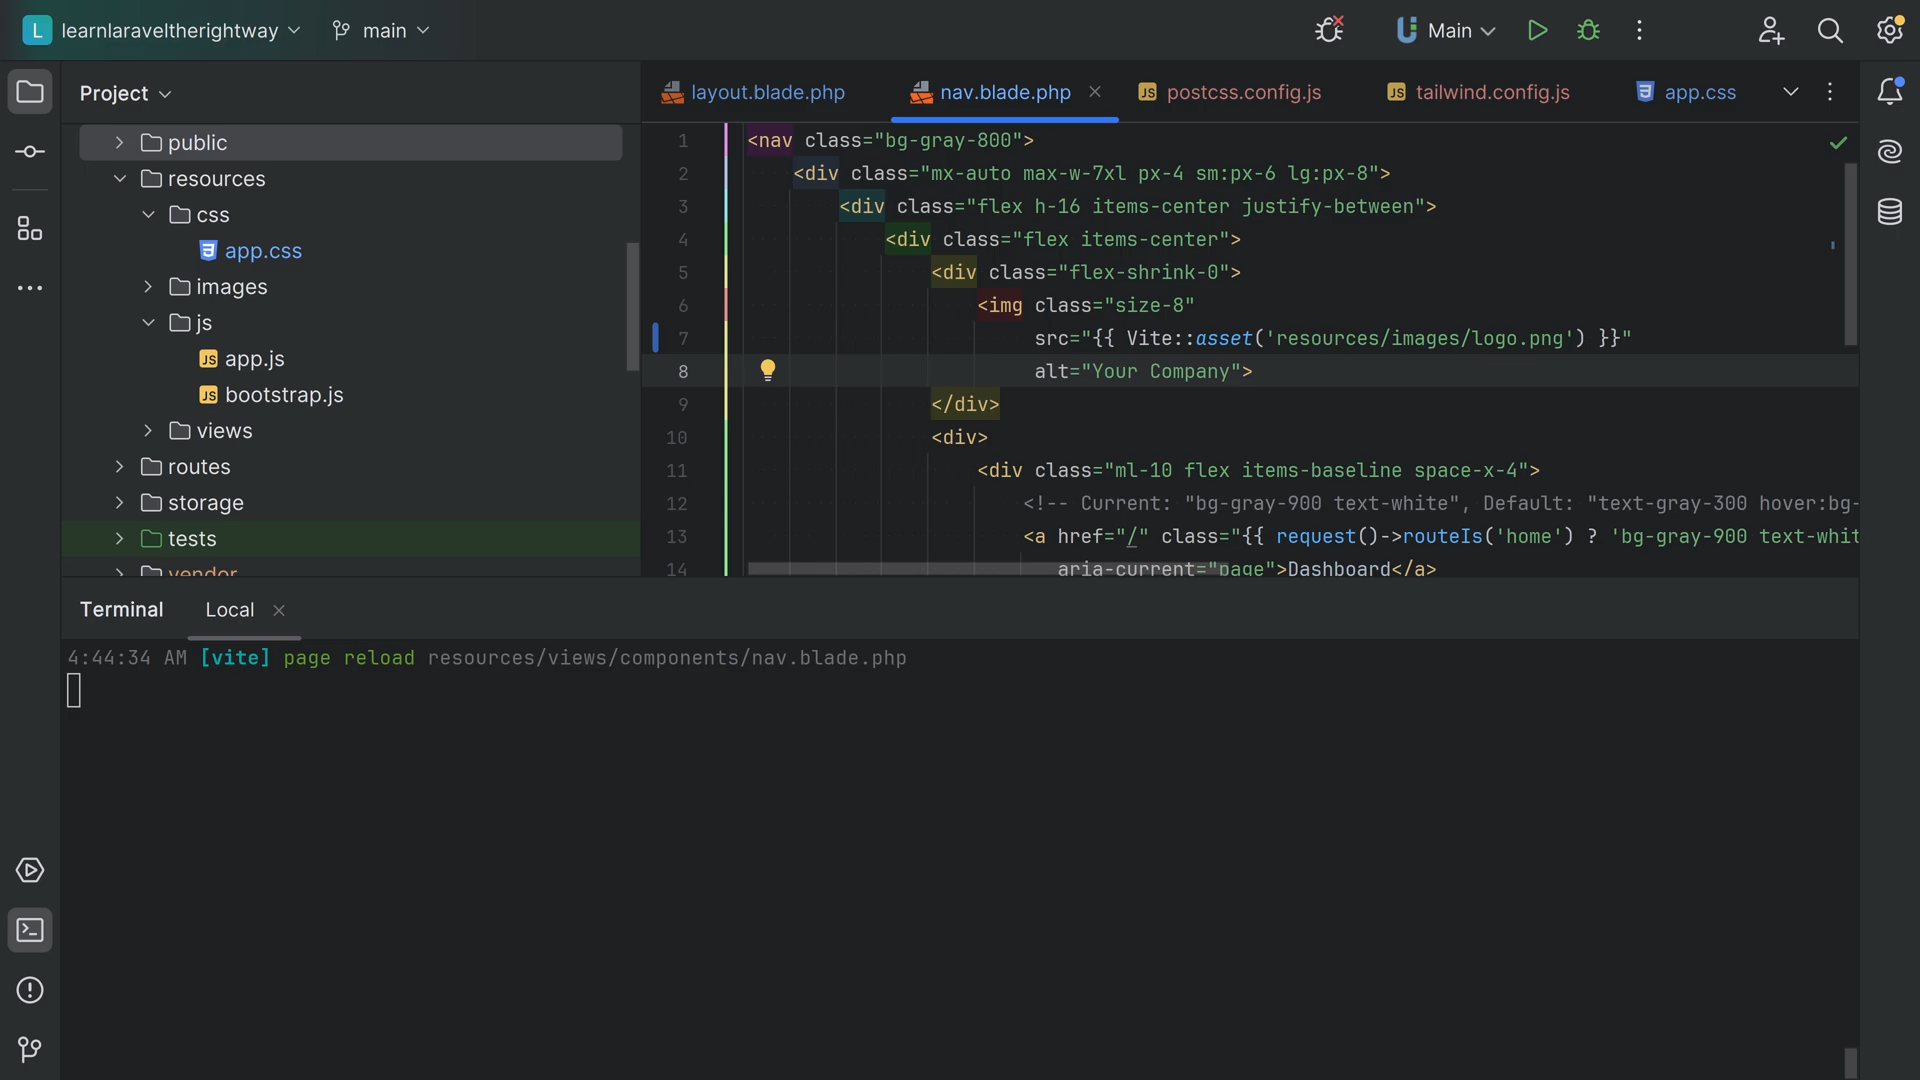 L learnlaraveltherightway main Main
Project
public
resources
css
app.css
images
js
JS app.js
JS bootstrap.js
views
routes
storage
tests
vendor
layout.blade.php nav.blade.php JS postcss.config.js JS tailwind.config.js app.css
1 <nav class="bg-gray-800">
2 <div class="mx-auto max-w-7xl px-4 sm:px-6 lg:px-8">
3 <div class="flex h-16 items-center justify-between">
4 <div class="flex items-center">
5 <div class="flex-shrink-0">
6 <img class="size-8"
7 src="{{ Vite::asset('resources/images/logo.png') }}"
8 alt="Your Company">
9 </div>
10 <div>
11 <div class="ml-10 flex items-baseline space-x-4">
12 <!-- Current: "bg-gray-900 text-white", Default: "text-gray-300 hover:bg-
13 <a href="/" class="{{ request()->routeIs('home') ? 'bg-gray-900 text-whit
14 aria-current="page">Dashboard</a>
Terminal Local
4:44:34 AM [vite] page reload resources/views/components/nav.blade.php